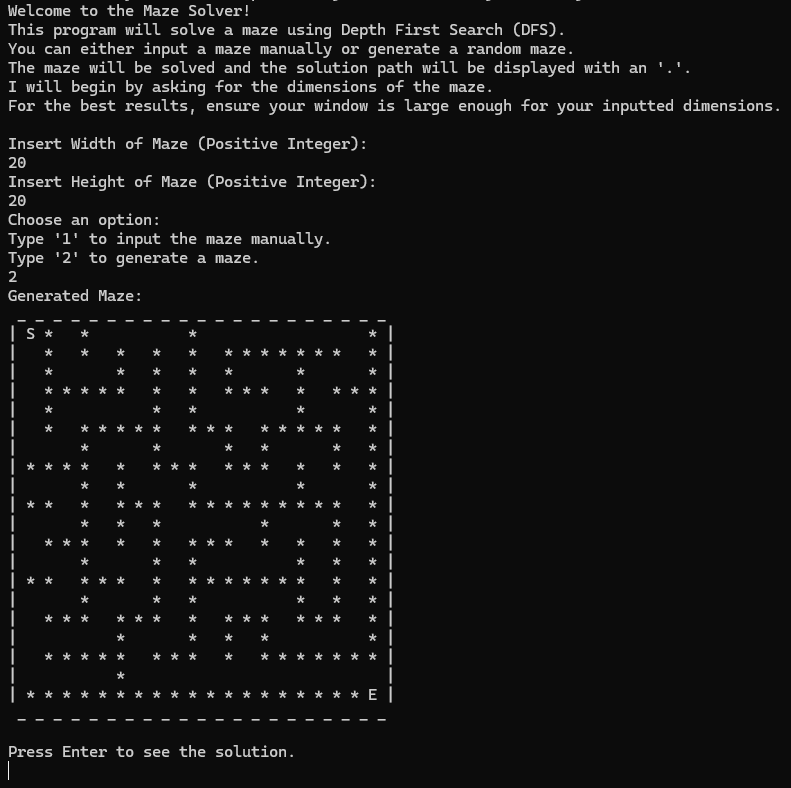 Welcome to the Maze Solver!
This program will solve a maze using Depth First Search (DFS).
You can either input a maze manually or generate a random maze.
The maze will be solved and the solution path will be displayed with an '.'.
I will begin by asking for the dimensions of the maze.
For the best results, ensure your window is large enough for your inputted dimensions.
Insert Width of Maze (Positive Integer):
20
Insert Height of Maze (Positive Integer):
20
Choose an option:
Type '1' to input the maze manually.
Type '2' to generate a maze.
2
Generated Maze:
 _ _ _ _ _ _ _ _ _ _ _ _ _ _ _ _ _ _ _ _ _
| S *   *           *                   * |
|   *   *   *   *   *   * * * * * * *   * |
|   *       *   *   *   *       *       * |
|   * * * * *   *   *   * * *   *   * * * |
|   *           *   *           *       * |
|   *   * * * * *   * * *   * * * * *   * |
|       *       *       *   *       *   * |
| * * * *   *   * * *   * * *   *   *   * |
|       *   *       *           *       * |
| * *   *   * * *   * * * * * * * * *   * |
|       *   *   *           *       *   * |
|   * * *   *   *   * * *   *   *   *   * |
|       *       *   *           *   *   * |
| * *   * * *   *   * * * * * * *   *   * |
|       *       *   *           *   *   * |
|   * * *   * * *   *   * * *   * * *   * |
|           *       *   *   *           * |
|   * * * * *   * * *   *   * * * * * * * |
|           *                             |
| * * * * * * * * * * * * * * * * * * * E |
 _ _ _ _ _ _ _ _ _ _ _ _ _ _ _ _ _ _ _ _ _
Press Enter to see the solution.